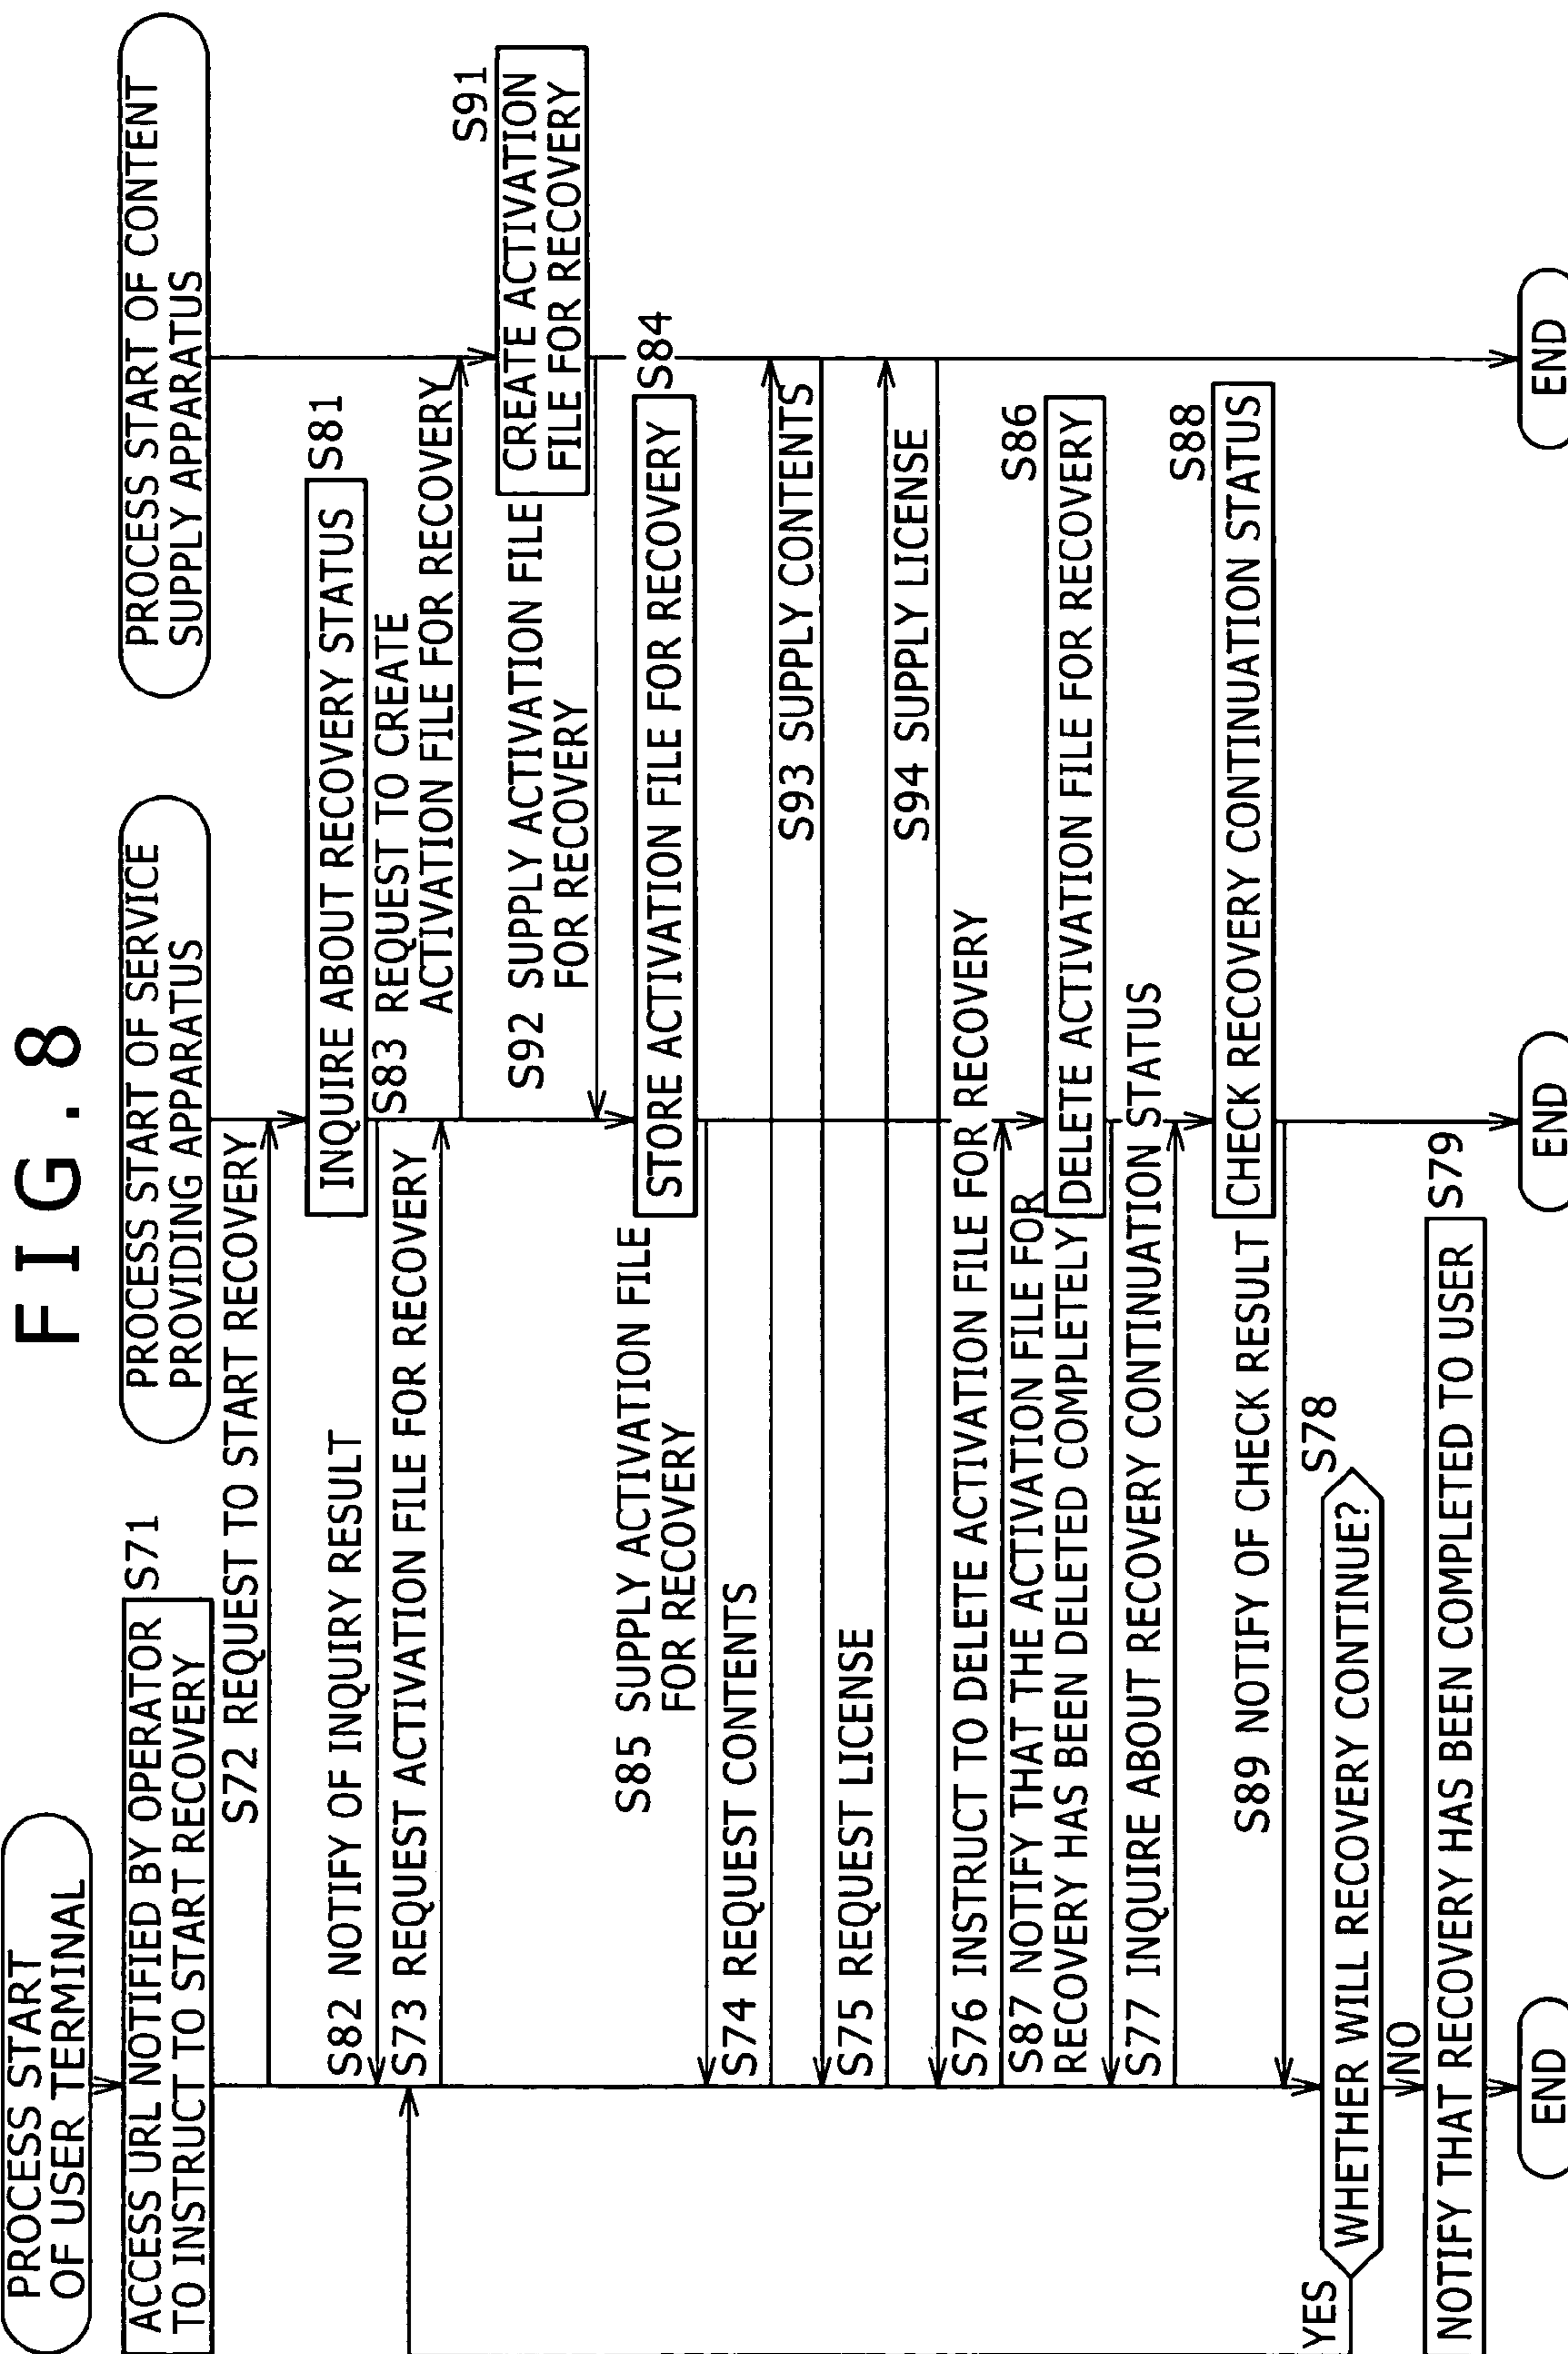 FIG. 8
PROCESS START
OF USER TERMINAL
PROCESS START OF SERVICE
PROVIDING APPARATUS
PROCESS START OF CONTENT
SUPPLY APPARATUS
ACCESS URL NOTIFIED BY OPERATOR
TO INSTRUCT TO START RECOVERY
S71
S72 REQUEST TO START RECOVERY
INQUIRE ABOUT RECOVERY STATUS
S81
S82 NOTIFY OF INQUIRY RESULT
S83 REQUEST TO CREATE
ACTIVATION FILE FOR RECOVERY
S73 REQUEST ACTIVATION FILE FOR RECOVERY
S91
CREATE ACTIVATION
FILE FOR RECOVERY
S92 SUPPLY ACTIVATION FILE
FOR RECOVERY
STORE ACTIVATION FILE FOR RECOVERY
S84
S85 SUPPLY ACTIVATION FILE
FOR RECOVERY
S74 REQUEST CONTENTS
S93 SUPPLY CONTENTS
S75 REQUEST LICENSE
S94 SUPPLY LICENSE
S76 INSTRUCT TO DELETE ACTIVATION FILE FOR RECOVERY
S86
DELETE ACTIVATION FILE FOR RECOVERY
S87 NOTIFY THAT THE ACTIVATION FILE FOR
RECOVERY HAS BEEN DELETED COMPLETELY
S77 INQUIRE ABOUT RECOVERY CONTINUATION STATUS
S88
CHECK RECOVERY CONTINUATION STATUS
S89 NOTIFY OF CHECK RESULT
S78
WHETHER WILL RECOVERY CONTINUE?
YES
NO
NOTIFY THAT RECOVERY HAS BEEN COMPLETED TO USER
S79
END
END
END